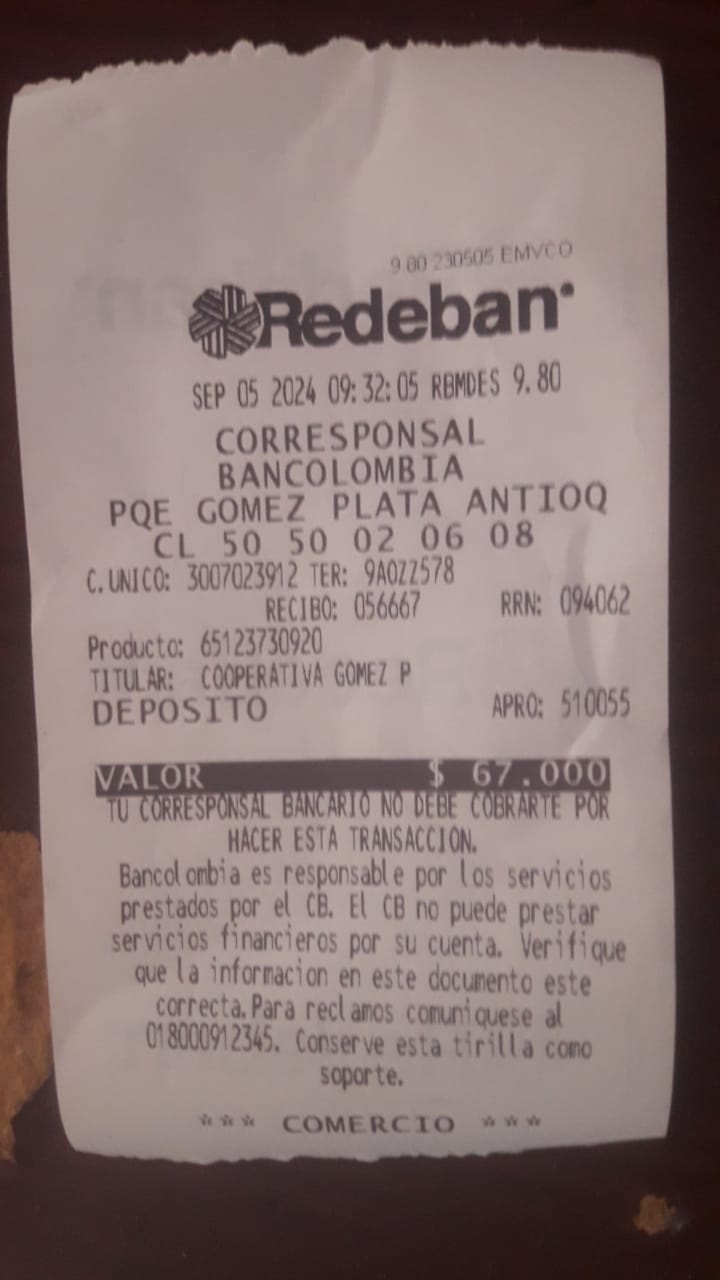 9 80 230505 EMVCO
Redeban
SEP 05 2024 09:32:05 RBMDES 9.80
CORRESPONSAL
BANCOLOMBIA
PQE GOMEZ PLATA ANTIOQ
CL 50 50 02 06 08
C.UNICO: 3007023912 TER: 9A0ZZ578
RECIBO: 056667 RRN: 094062
Producto: 65123730920
TITULAR: COOPERATIVA GOMEZ P
DEPOSITO APRO: 510055
VALOR $ 67.000
TU CORRESPONSAL BANCARIO NO DEBE COBRARTE POR
HACER ESTA TRANSACCION.
Bancolombia es responsable por los servicios
prestados por el CB. El CB no puede prestar
servicios financieros por su cuenta. Verifique
que la informacion en este documento este
correcta.Para reclamos comuniquese al
018000912345. Conserve esta tirilla como
soporte.
*** COMERCIO ***